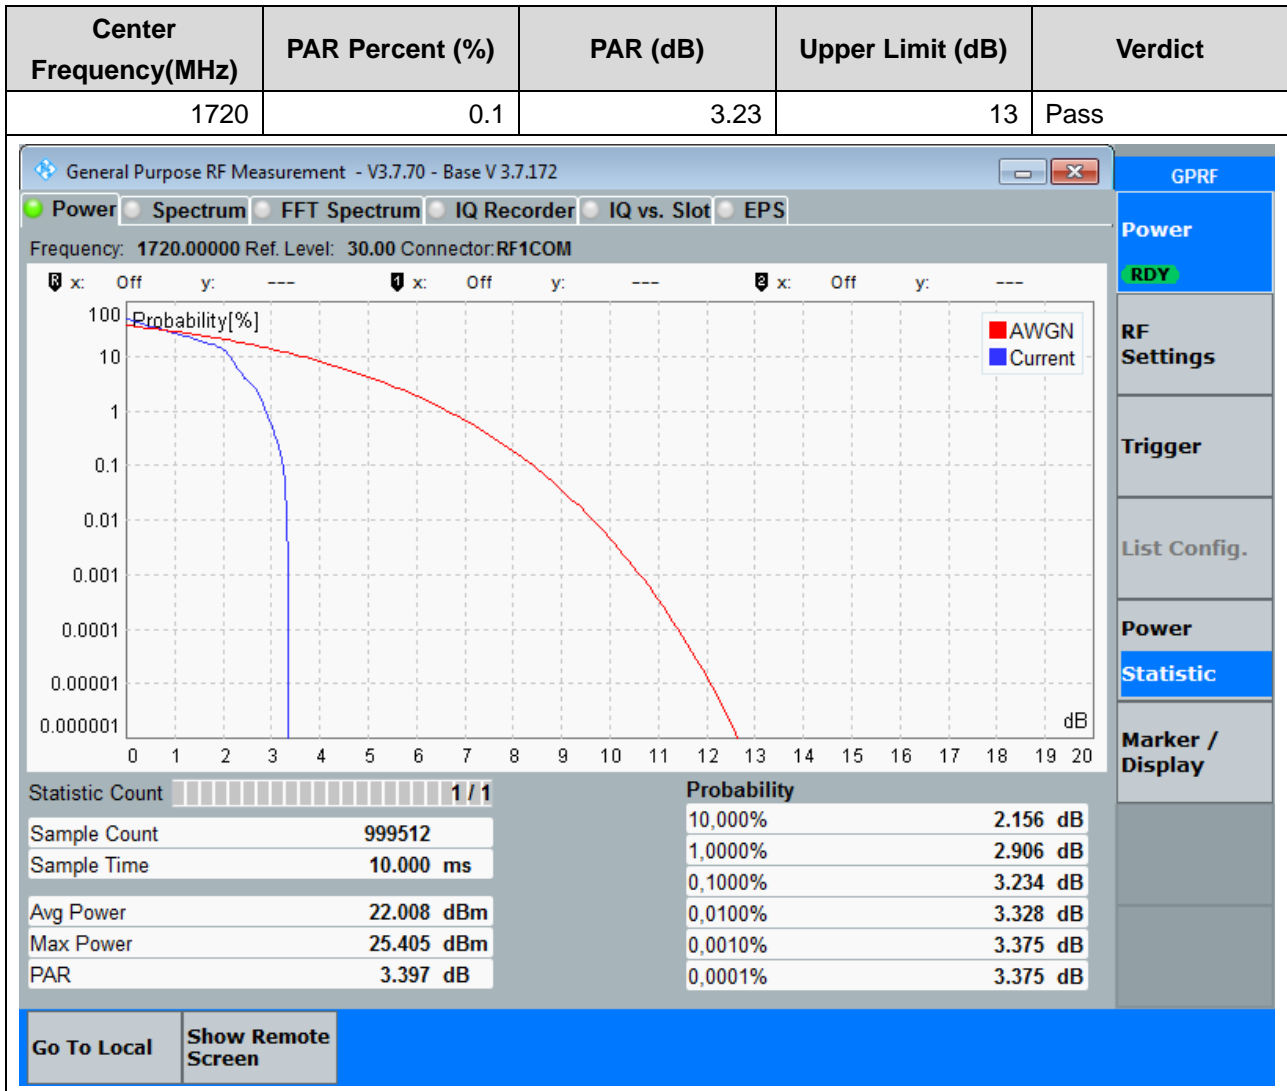 Center Frequency(MHz) PAR Percent (%) PAR (dB) Upper Limit (dB) Verdict
1720 0.1 3.23 13 Pass
General Purpose RF Measurement - V3.7.70 - Base V 3.7.172
GPRF
Power Spectrum FFT Spectrum IQ Recorder IQ vs. Slot EPS
Frequency: 1720.00000 Ref. Level: 30.00 Connector: RF1COM
R x: Off y: --- 1 x: Off y: --- 2 x: Off y: ---
Probability[%]
AWGN
Current
100
10
1
0.1
0.01
0.001
0.0001
0.00001
0.000001
dB
0 1 2 3 4 5 6 7 8 9 10 11 12 13 14 15 16 17 18 19 20
Statistic Count 1 / 1
Sample Count 999512
Sample Time 10.000 ms
Avg Power 22.008 dBm
Max Power 25.405 dBm
PAR 3.397 dB
Probability
10,000% 2.156 dB
1,0000% 2.906 dB
0,1000% 3.234 dB
0,0100% 3.328 dB
0,0010% 3.375 dB
0,0001% 3.375 dB
Power
RDY
RF
Settings
Trigger
List Config.
Power
Statistic
Marker /
Display
Go To Local
Show Remote
Screen